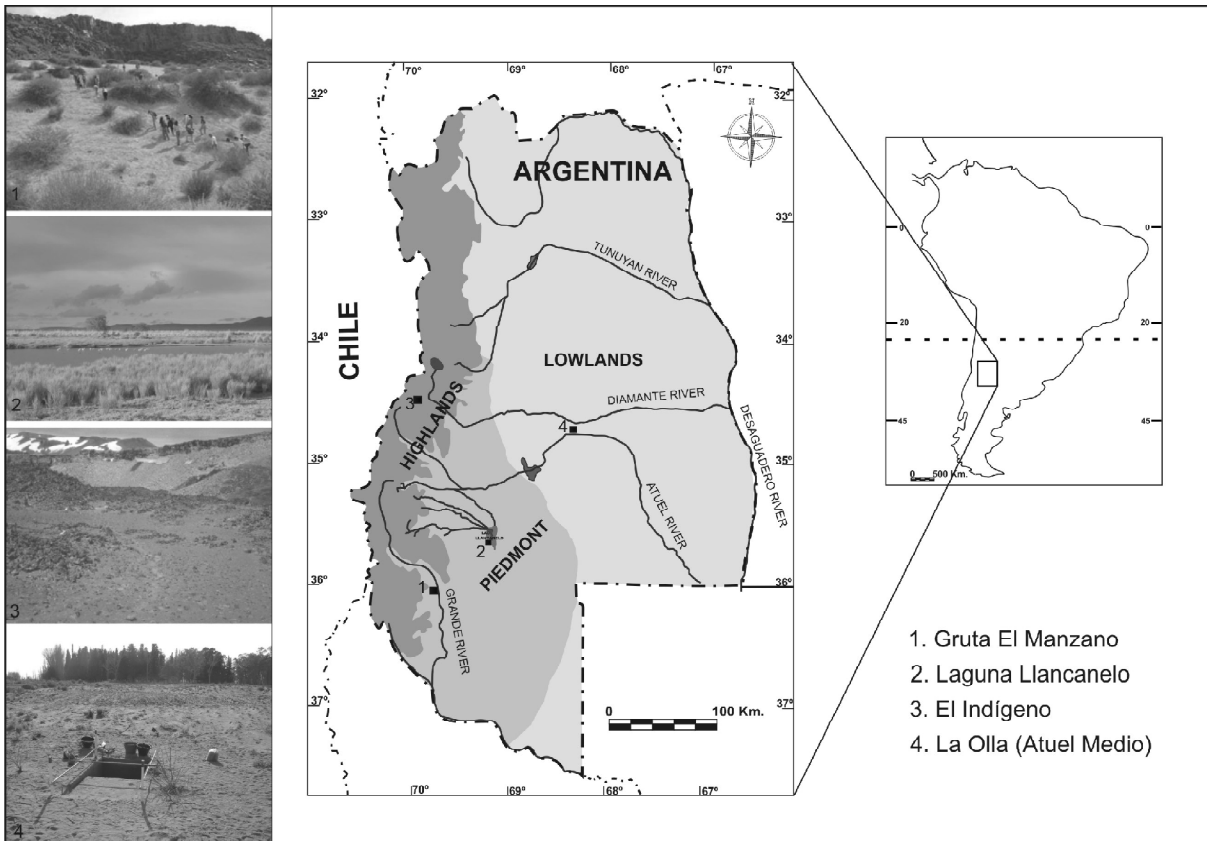 1
2
3
4
70°
69°
68°
67°
32°
32°
N
ARGENTINA
33°
33°
TUNUYAN RIVER
CHILE
34°
34°
LOWLANDS
DIAMANTE RIVER
3
HIGHLANDS
4
DESAGUADERO RIVER
35°
35°
ATUEL RIVER
2
PIEDMONT
36°
36°
1
GRANDE RIVER
37°
37°
0 100 Km.
70°
69°
68°
67°
0
0
20
20
45
45
0 500 Km.
1. Gruta El Manzano
2. Laguna Llancanelo
3. El Indígeno
4. La Olla (Atuel Medio)